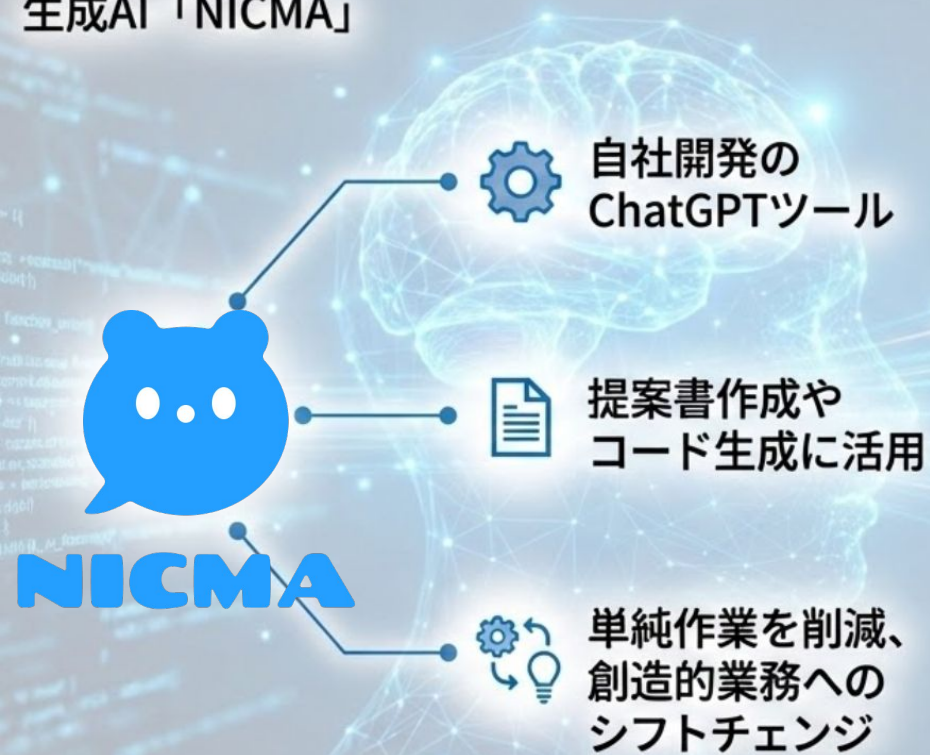 生成AI「NICMA」
自社開発の
ChatGPTツール
提案書作成や
コード生成に活用
NICMA
単純作業を削減、
創造的業務への
シフトチェンジ